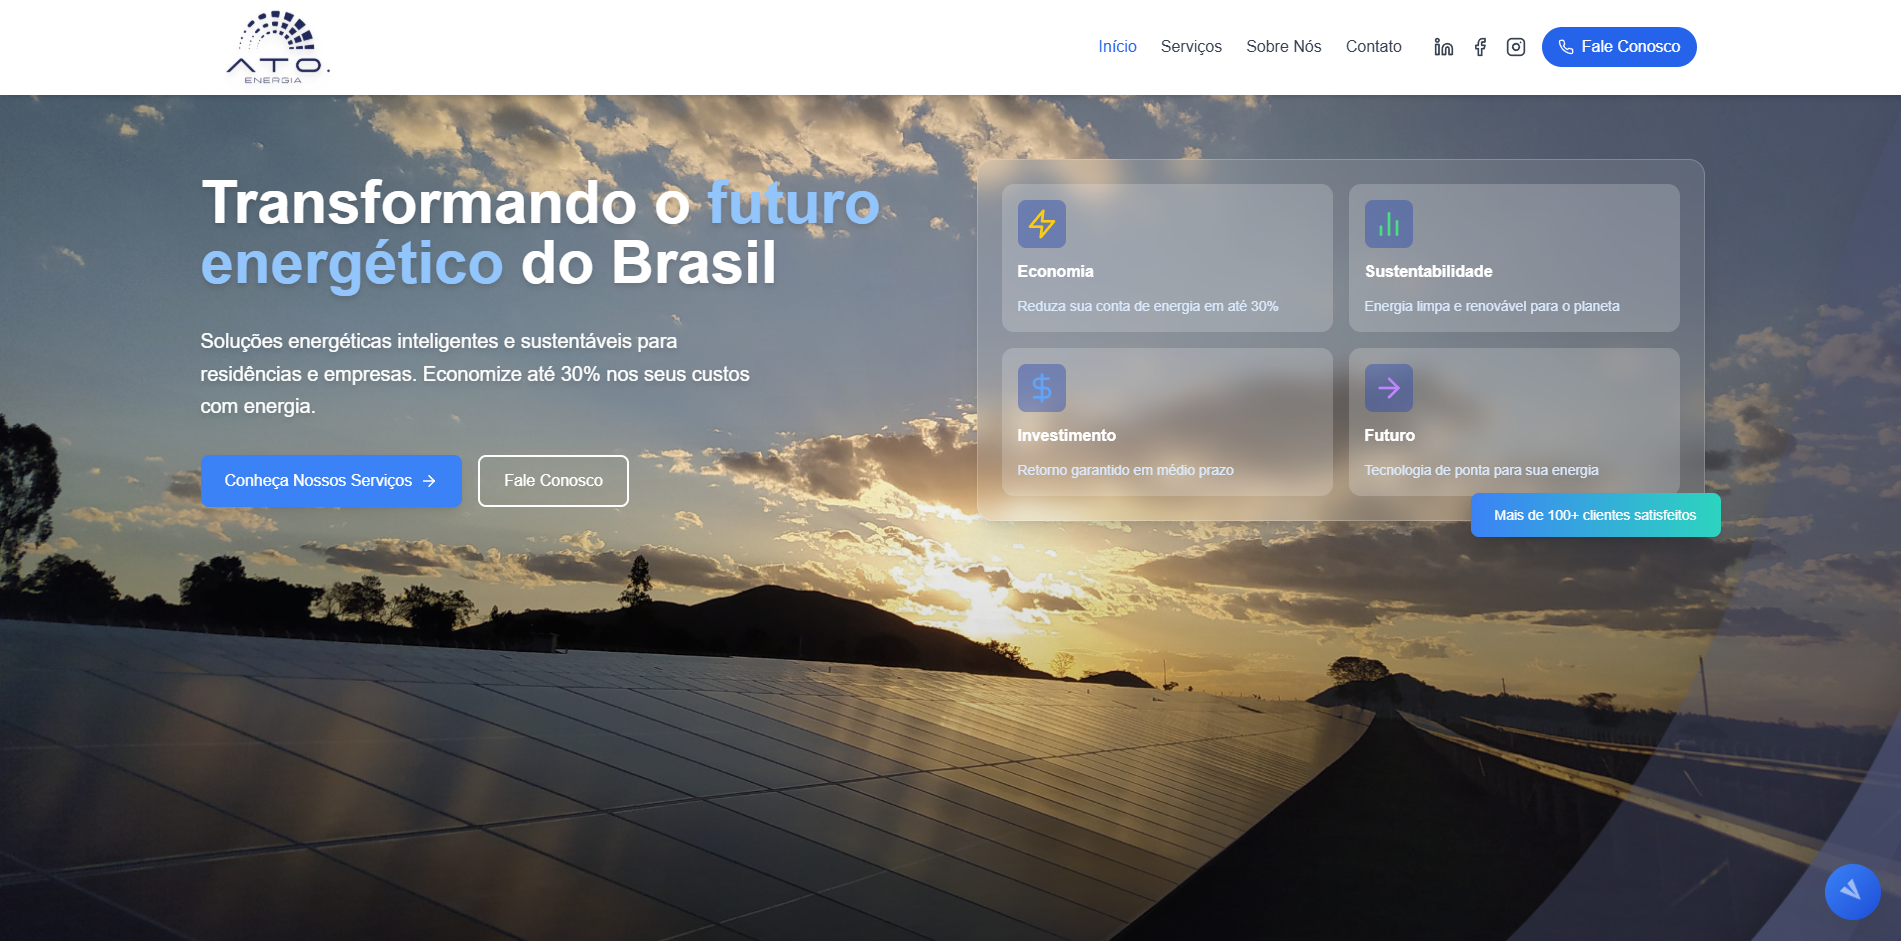 ATO.
ENERGIA
Início
Serviços
Sobre Nós
Contato
Fale Conosco
Transformando o futuro
energético do Brasil
Soluções energéticas inteligentes e sustentáveis para
residências e empresas. Economize até 30% nos seus custos
com energia.
Conheça Nossos Serviços
Fale Conosco
Economia
Reduza sua conta de energia em até 30%
Sustentabilidade
Energia limpa e renovável para o planeta
Investimento
Retorno garantido em médio prazo
Futuro
Tecnologia de ponta para sua energia
Mais de 100+ clientes satisfeitos